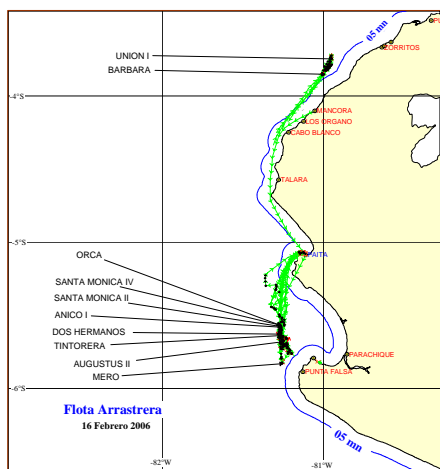 PU
05 mn
ZORRITOS
UNION I
BARBARA
-4°S
MANCORA
LOS ORGANO
CABO BLANCO
TALARA
-5°S
PAITA
ORCA
SANTA MONICA IV
SANTA MONICA II
ANICO I
DOS HERMANOS
TINTORERA
AUGUSTUS II
MERO
PARACHIQUE
PUNTA FALSA
-6°S
Flota Arrastrera
16 Febrero 2006
05 mn
-82°W
-81°W